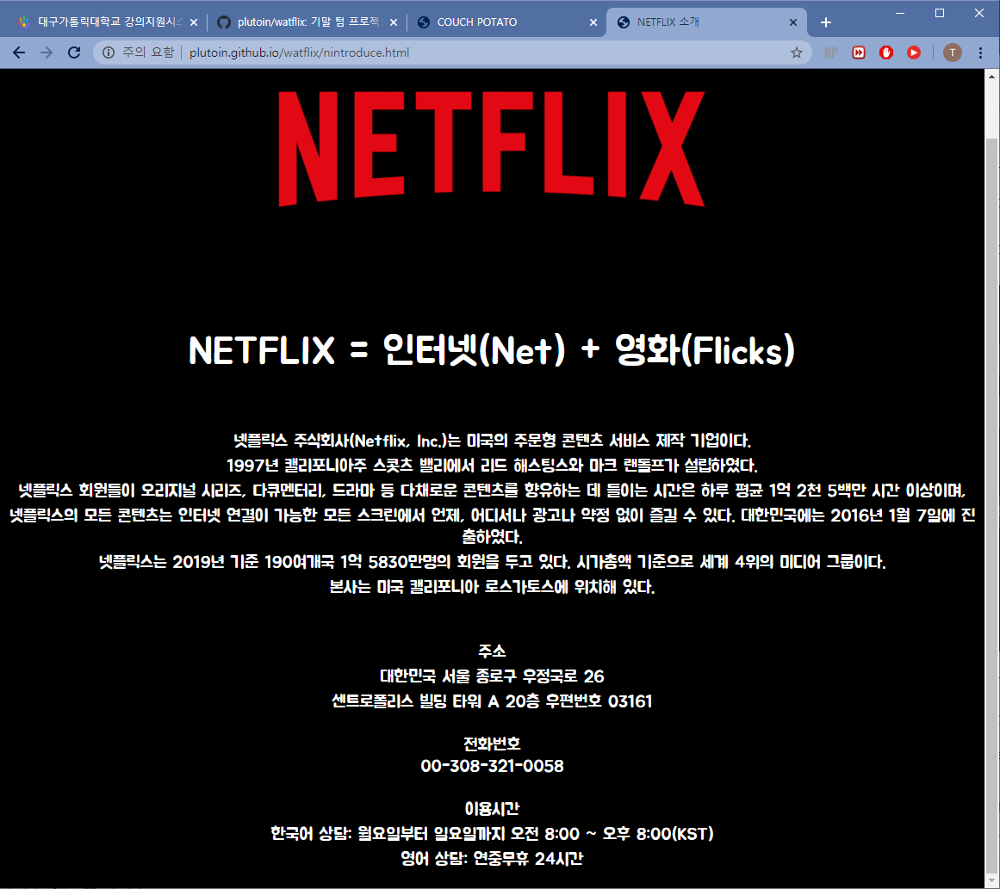 대구가톨릭대학교 강의지원시스
plutoin/watflix: 기말 텀 프로젝트
COUCH POTATO
NETFLIX 소개
주의 요함
plutoin.github.io/watflix/nintroduce.html
NP
T
NETFLIX
NETFLIX = 인터넷(Net) + 영화(Flicks)
넷플릭스 주식회사(Netflix, Inc.)는 미국의 주문형 콘텐츠 서비스 제작 기업이다.
1997년 캘리포니아주 스콧츠 밸리에서 리드 헤스팅스와 마크 랜돌프가 설립하였다.
넷플릭스 회원들이 오리지널 시리즈, 다큐멘터리, 드라마 등 다채로운 콘텐츠를 향유하는 데 들이는 시간은 하루 평균 1억 2천 5백만 시간 이상이며,
넷플릭스의 모든 콘텐츠는 인터넷 연결이 가능한 모든 스크린에서 언제, 어디서나 광고나 약정 없이 즐길 수 있다. 대한민국에는 2016년 1월 7일에 진
출하였다.
넷플릭스는 2019년 기준 190여개국 1억 5830만명의 회원을 두고 있다. 시가총액 기준으로 세계 4위의 미디어 그룹이다.
본사는 미국 캘리포니아 로스가토스에 위치해 있다.
주소
대한민국 서울 종로구 우정국로 26
센트로폴리스 빌딩 타워 A 20층 우편번호 03161
전화번호
00-308-321-0058
이용시간
한국어 상담: 월요일부터 일요일까지 오전 8:00 ~ 오후 8:00(KST)
영어 상담: 연중무휴 24시간